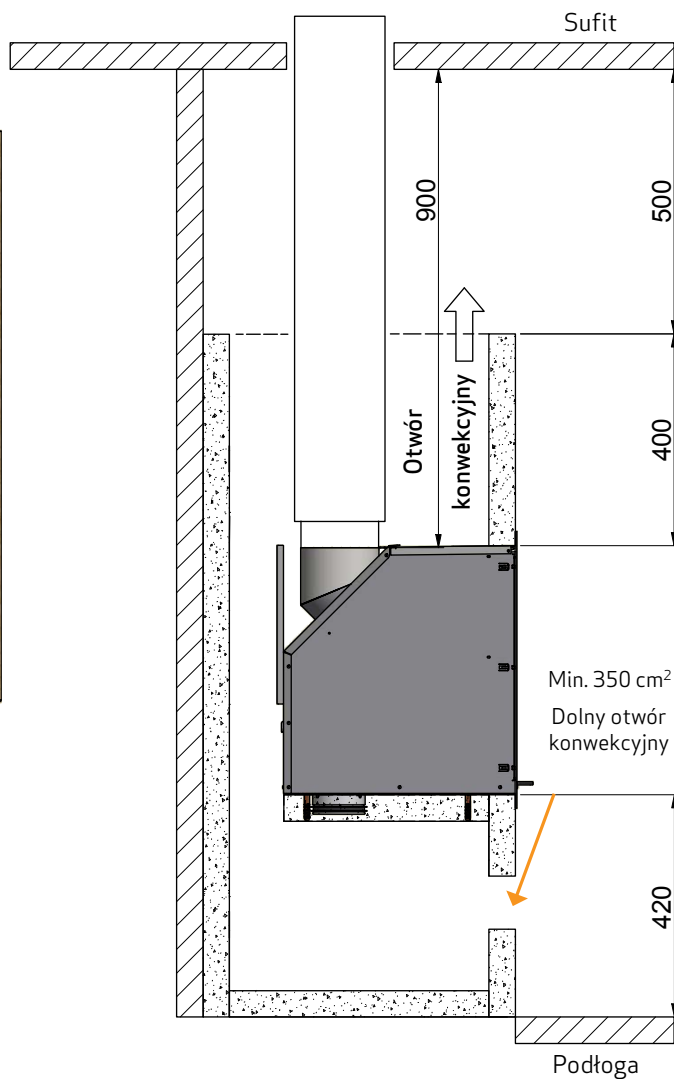 Sufit
900
500
Otwór
konwekcyjny
400
Min. 350 cm²
Dolny otwór
konwekcyjny
420
Podłoga